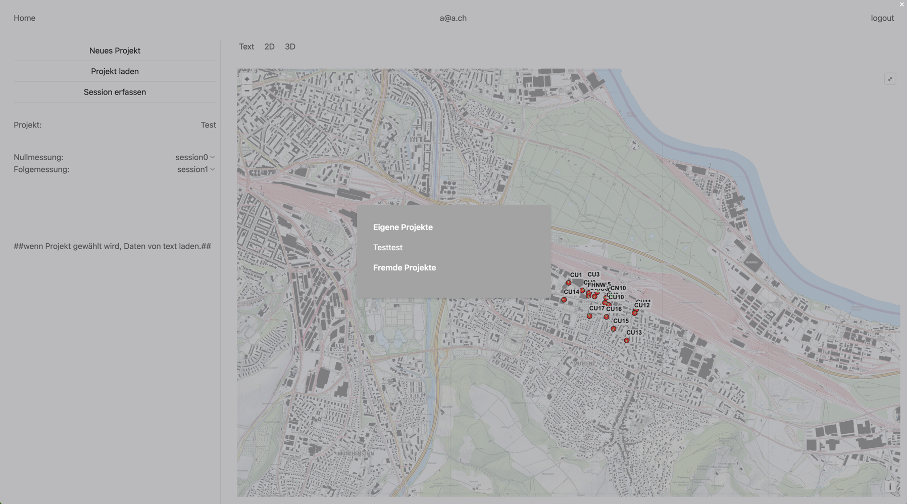 Home
a@a.ch
logout
Neues Projekt
Projekt laden
Session erfassen
Projekt: Test
Nullmessung: session0
Folgemessung: session1
##wenn Projekt gewählt wird, Daten von text laden.##
Text 2D 3D
Eigene Projekte
Testtest
Fremde Projekte
CU1
CU3
CN10
CU14
CU10
CU12
CU17
CU16
CU15
CU13